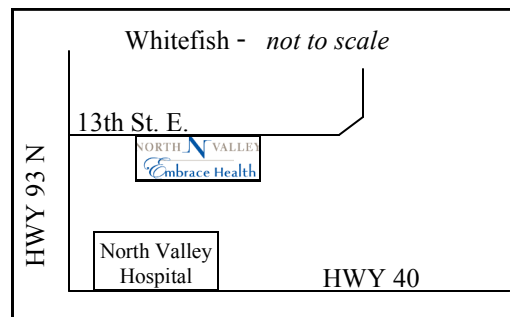 Whitefish - not to scale
13th St. E.
NORTH N VALLEY
Embrace Health
HWY 93 N
North Valley
Hospital
HWY 40